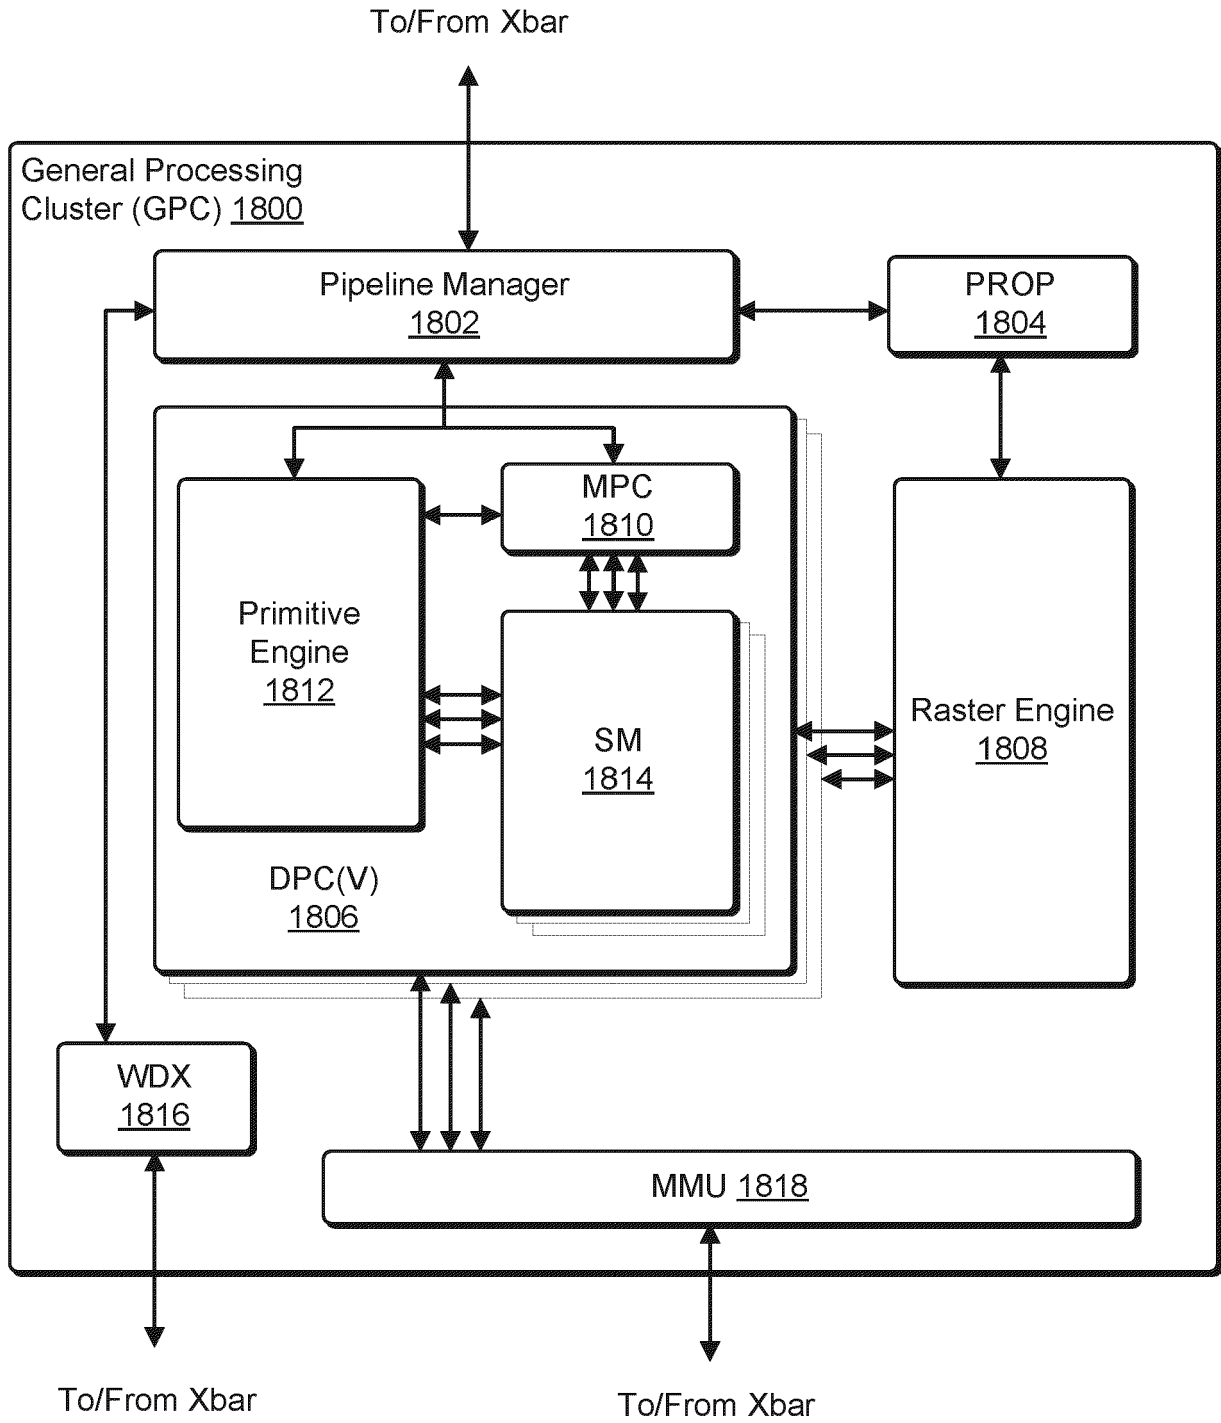 To/From Xbar
General Processing
Cluster (GPC) 1800
Pipeline Manager
1802
PROP
1804
MPC
1810
Primitive
Engine
1812
SM
1814
Raster Engine
1808
DPC(V)
1806
WDX
1816
MMU 1818
To/From Xbar
To/From Xbar